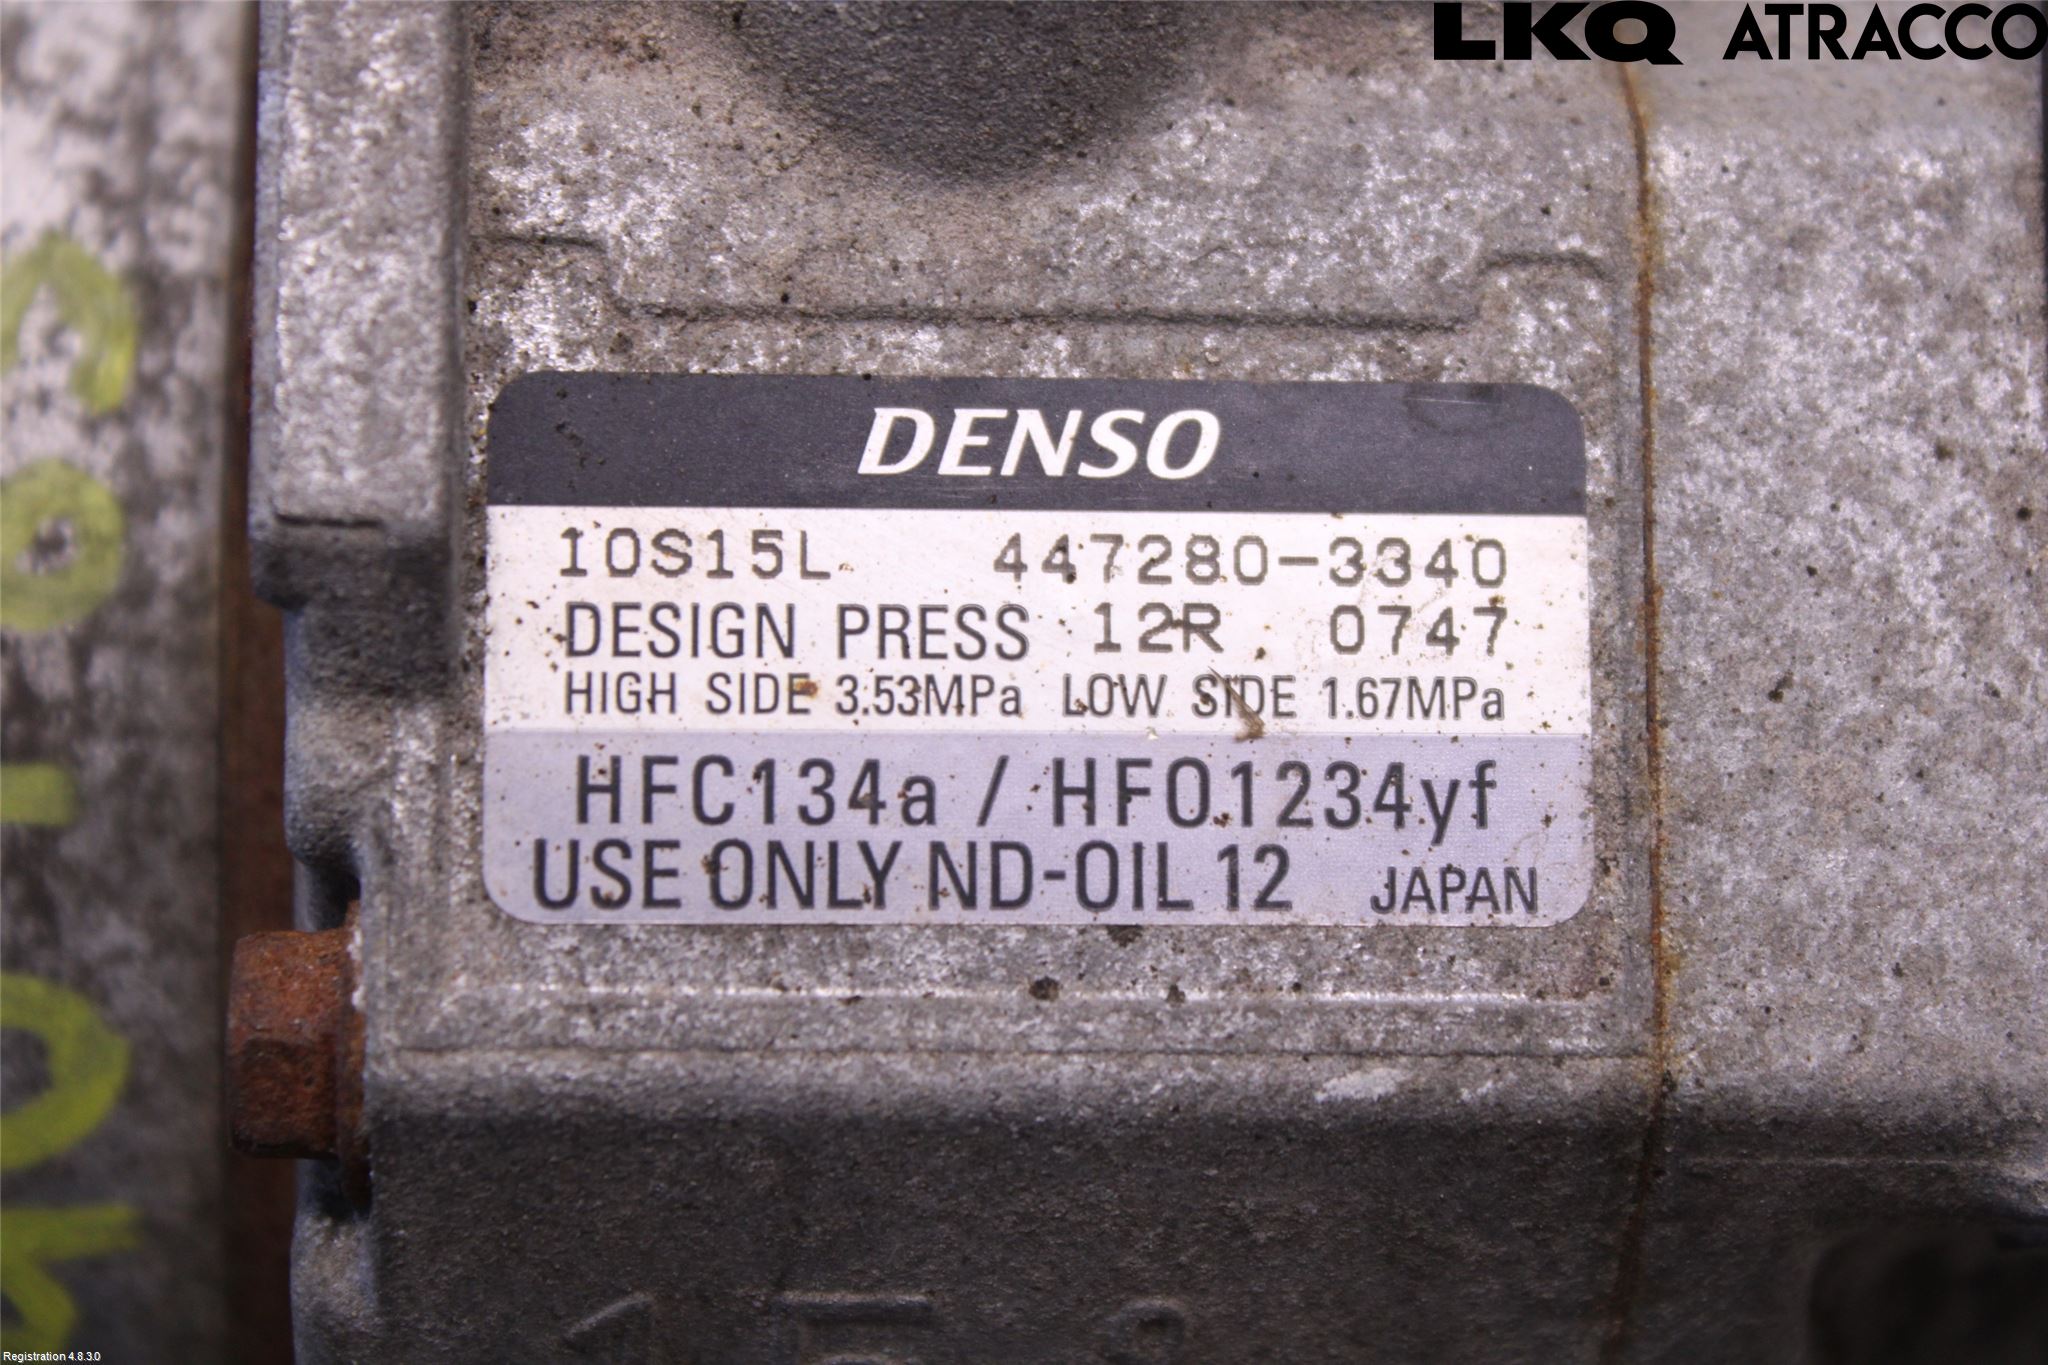 LKQ ATRACCO
DENSO
10S15L 447280-3340
DESIGN PRESS 12R 0747
HIGH SIDE 3.53MPa LOW SIDE 1.67MPa
HFC134a / HFO1234yf
USE ONLY ND-OIL 12 JAPAN
Registration 4.8.3.0